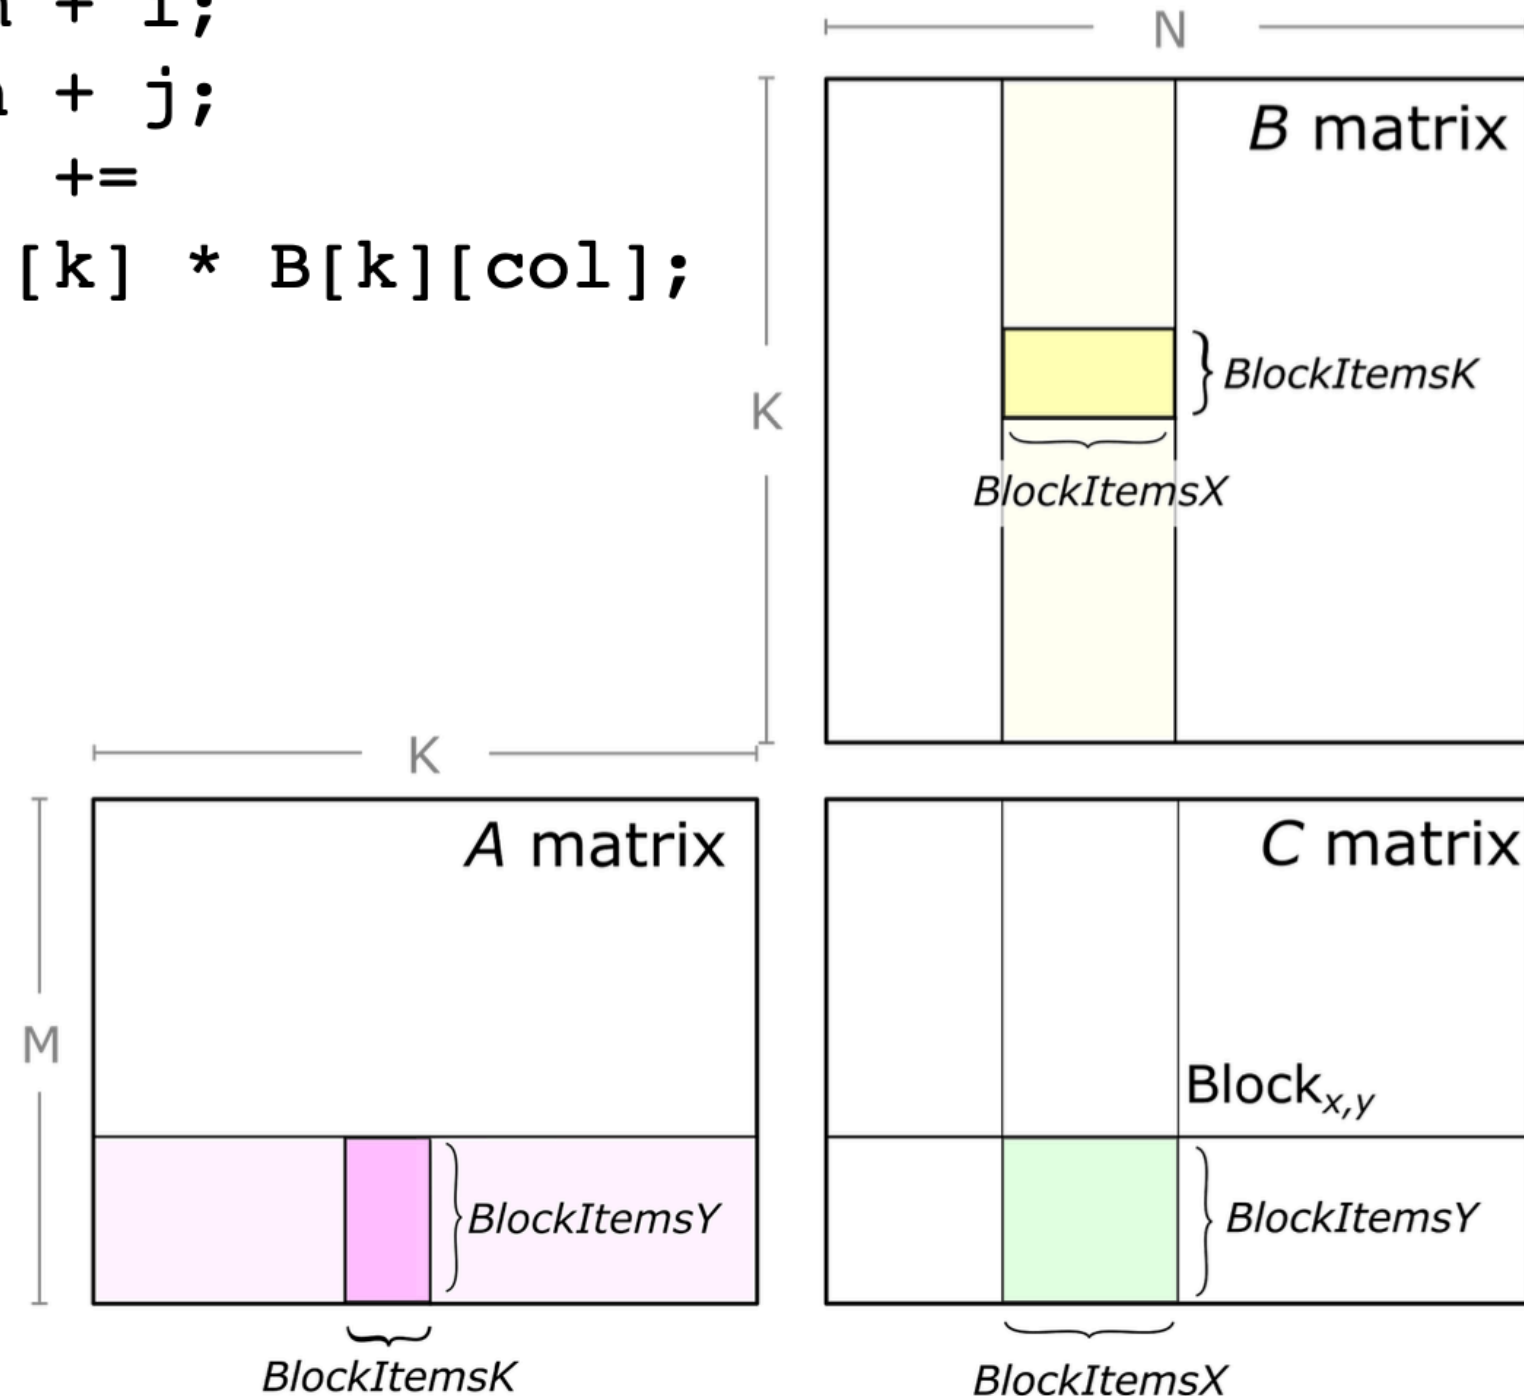 + i;
+ j;
+=
[k] * B[k][col];
N
B matrix
K
BlockItemsK
BlockItemsX
K
A matrix
C matrix
M
Blockx,y
BlockItemsY
BlockItemsY
BlockItemsK
BlockItemsX